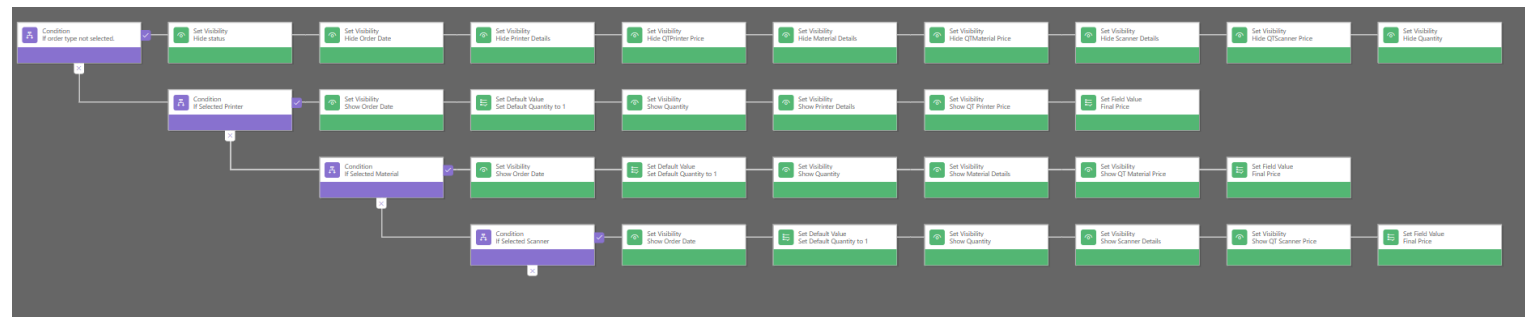 Condition
If order type not selected.
Set Visibility
Hide status
Set Visibility
Hide Order Date
Set Visibility
Hide Printer Details
Set Visibility
Hide QTPrinter Price
Set Visibility
Hide Material Details
Set Visibility
Hide QTMaterial Price
Set Visibility
Hide Scanner Details
Set Visibility
Hide QTScanner Price
Set Visibility
Hide Quantity
Condition
If Selected Printer
Set Visibility
Show Order Date
Set Default Value
Set Default Quantity to 1
Set Visibility
Show Quantity
Set Visibility
Show Printer Details
Set Visibility
Show QT Printer Price
Set Field Value
Final Price
Condition
If Selected Material
Set Visibility
Show Order Date
Set Default Value
Set Default Quantity to 1
Set Visibility
Show Quantity
Set Visibility
Show Material Details
Set Visibility
Show QT Material Price
Set Field Value
Final Price
Condition
If Selected Scanner
Set Visibility
Show Order Date
Set Default Value
Set Default Quantity to 1
Set Visibility
Show Quantity
Set Visibility
Show Scanner Details
Set Visibility
Show QT Scanner Price
Set Field Value
Final Price